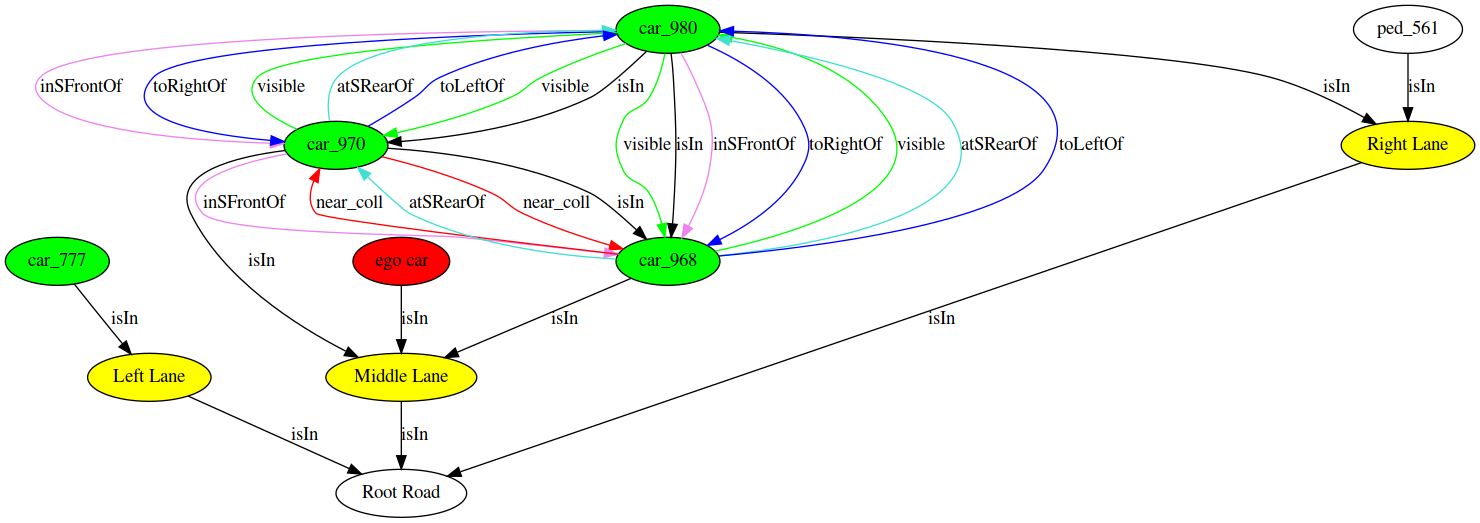 car_980
ped_561
inSFrontOf
toRightOf
visible
atSRearOf
toLeftOf
visible
isIn
isIn
isIn
car_970
visible
isIn
inSFrontOf
toRightOf
visible
atSRearOf
toLeftOf
Right Lane
inSFrontOf
near_coll
atSRearOf
near_coll
isIn
car_777
isIn
ego car
car_968
isIn
isIn
isIn
isIn
Left Lane
Middle Lane
isIn
isIn
Root Road